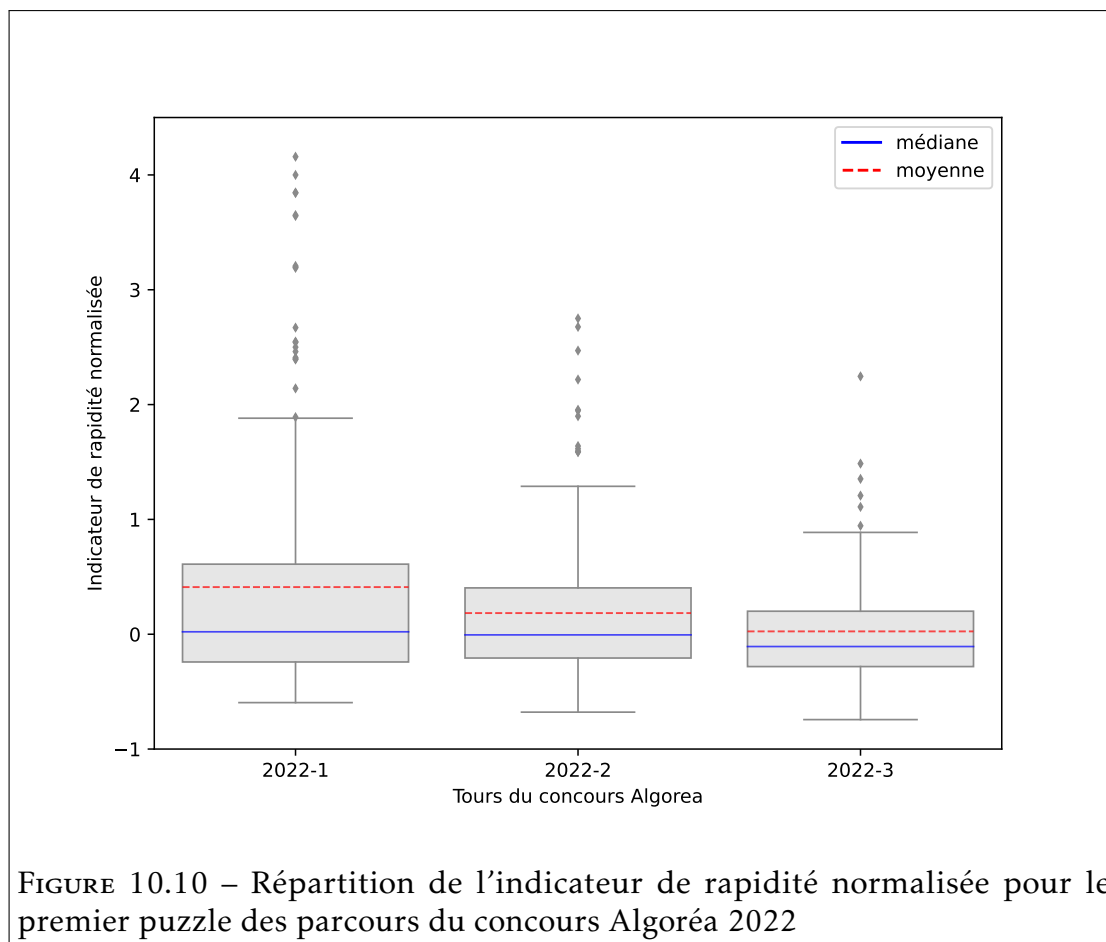 médiane
moyenne
4
3
2
1
0
−1
Indicateur de rapidité normalisée
2022-1
2022-2
2022-3
Tours du concours Algorea
FIGURE 10.10 – Répartition de l'indicateur de rapidité normalisée pour le
premier puzzle des parcours du concours Algoréa 2022